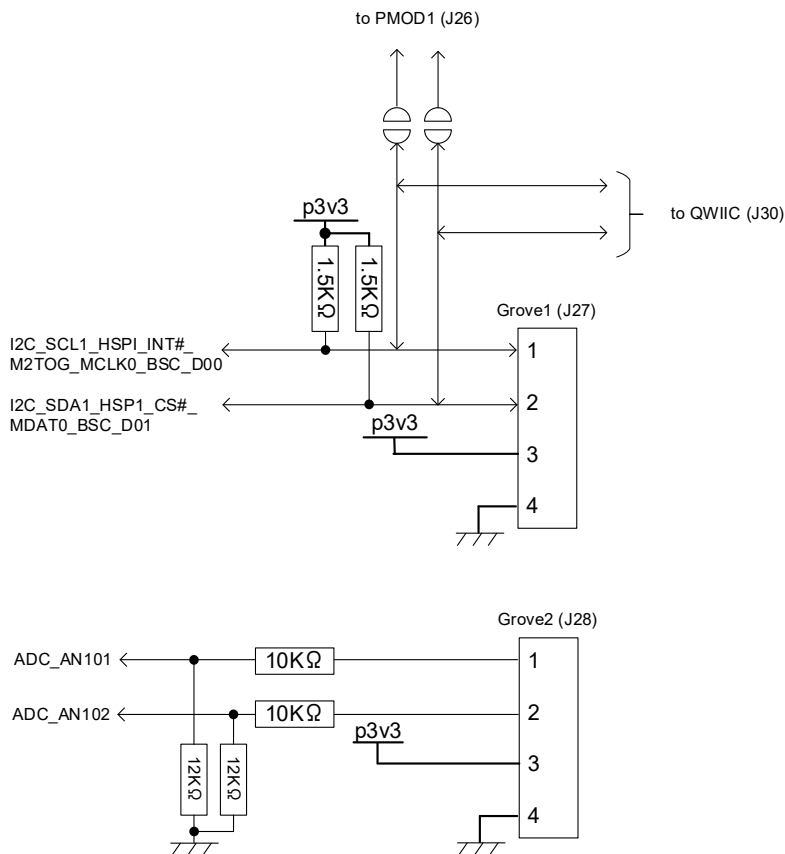 to PMOD1 (J26)
to QWIIC (J30)
p3v3
1.5KΩ
1.5KΩ
Grove1 (J27)
I2C_SCL1_HSPI_INT#_
M2TOG_MCLK0_BSC_D00
1
I2C_SDA1_HSP1_CS#_
MDAT0_BSC_D01
2
p3v3
3
4
Grove2 (J28)
ADC_AN101
10KΩ
1
ADC_AN102
10KΩ
2
p3v3
3
12KΩ
12KΩ
4